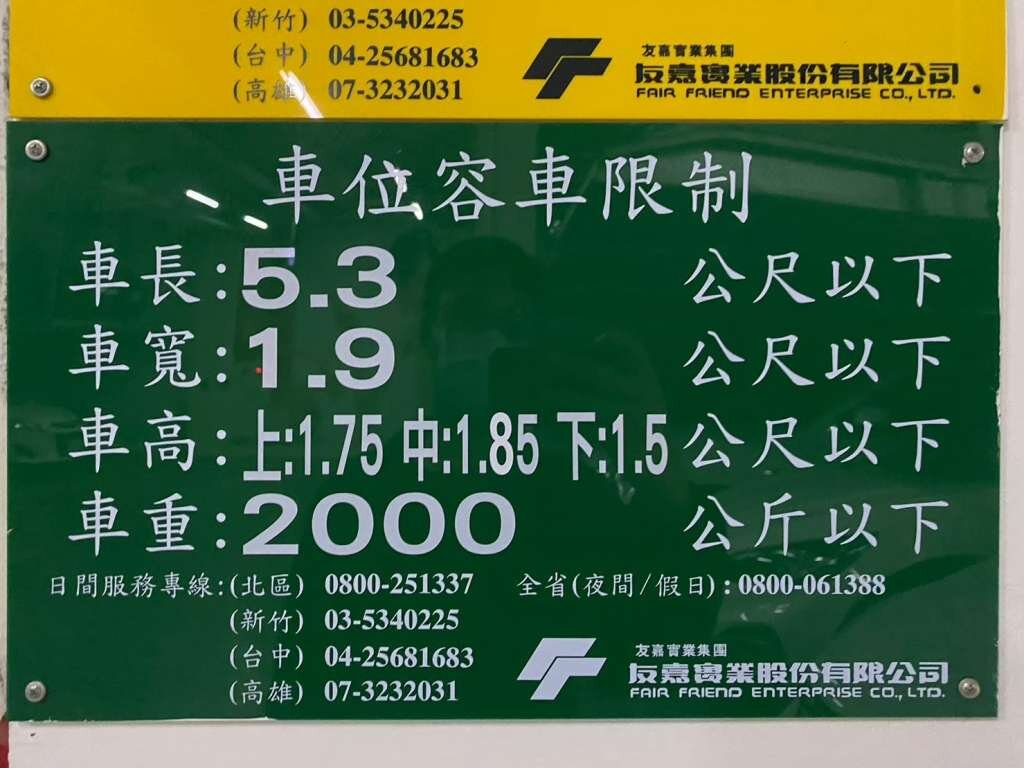 (新竹) 03-5340225
(台中) 04-25681683
(高雄) 07-3232031
友嘉實業集團
友嘉實業股份有限公司
FAIR FRIEND ENTERPRISE CO., LTD.
車位容車限制
車長:5.3 公尺以下
車寬:1.9 公尺以下
車高:上:1.75 中:1.85 下:1.5 公尺以下
車重:2000 公斤以下
日間服務專線:(北區) 0800-251337 全省(夜間/假日):0800-061388
(新竹) 03-5340225
(台中) 04-25681683
(高雄) 07-3232031
友嘉實業集團
友嘉實業股份有限公司
FAIR FRIEND ENTERPRISE CO., LTD.